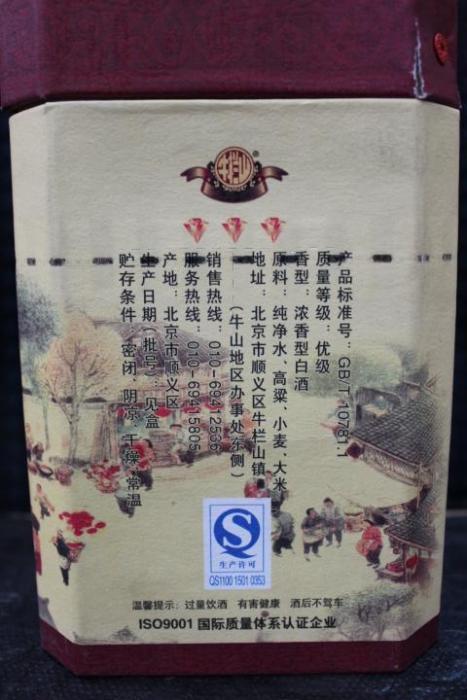 牛栏山®
产品标准号：GB/T 10781.1
质量等级：优级
香型：浓香型白酒
原料：纯净水、高粱、小麦、大米
地址：北京市顺义区牛栏山镇
（牛山地区办事处东侧）
销售热线：010-69412536
服务热线：010-69415805
产地：北京市顺义区
生产日期（批号）：见盒
贮存条件：密闭、阴凉、干燥、常温
QS
生产许可
QS1100 1501 0353
温馨提示：过量饮酒 有害健康 酒后不驾车
ISO9001 国际质量体系认证企业